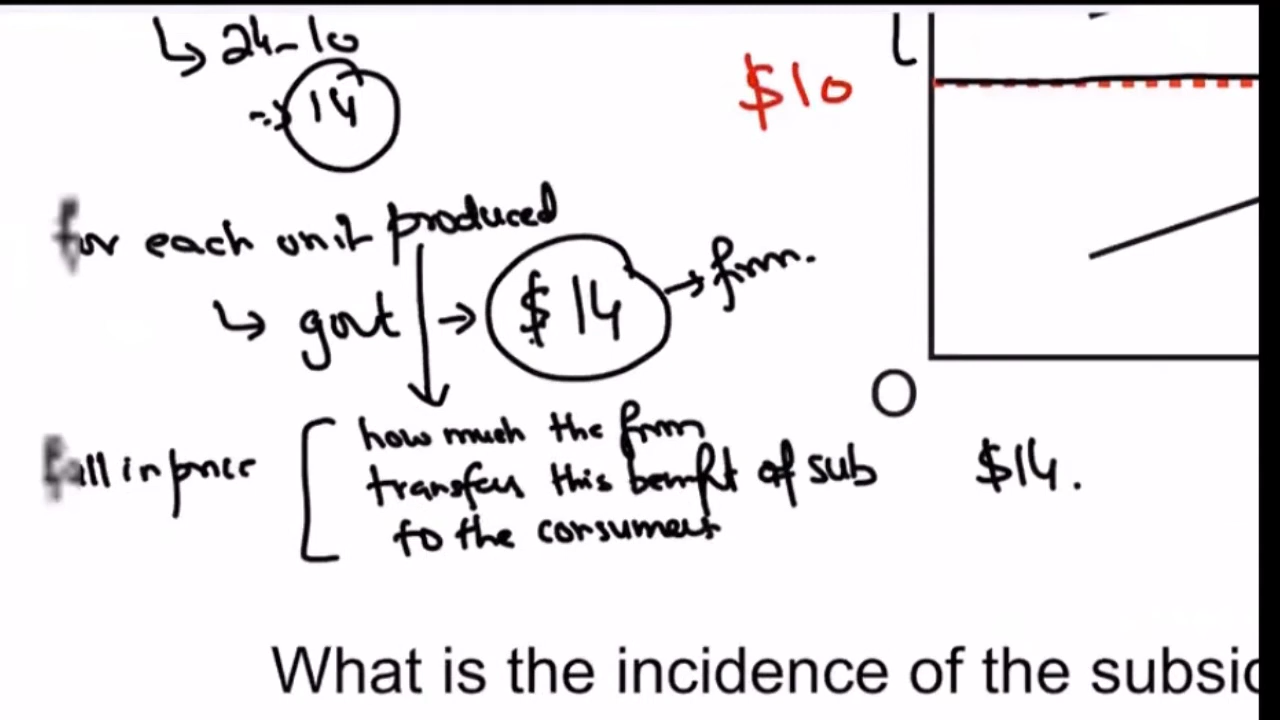 ↳ 24-10
$10
L
→ 14
for each unit produced
↳ govt → $14 → firm.
O
how much the firm
fall in price transfers this benefit of sub $14.
to the consumers
What is the incidence of the